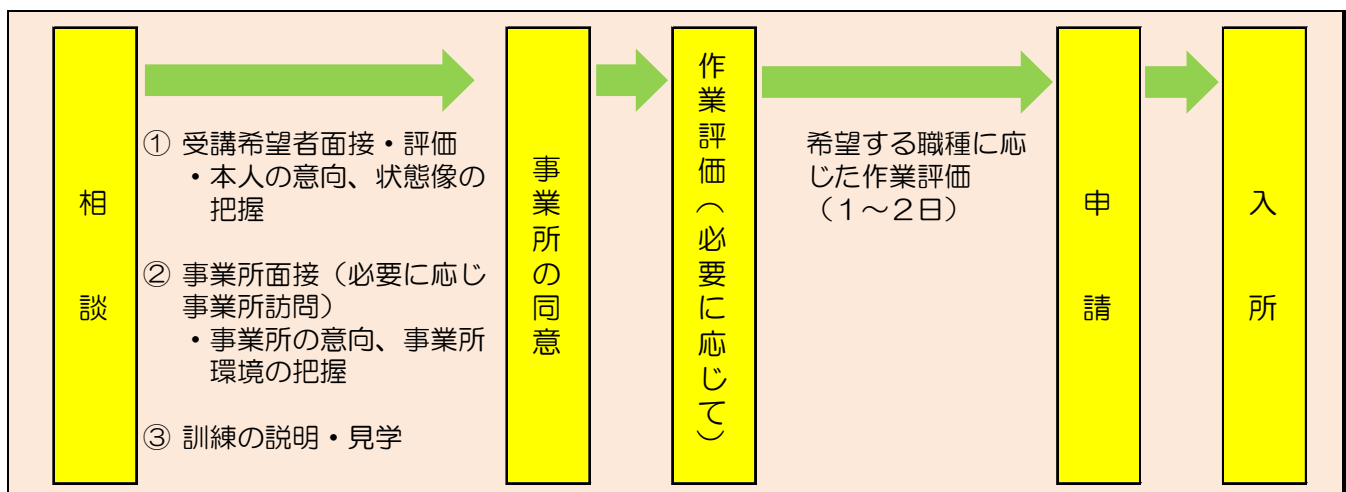 相談
① 受講希望者面接・評価
・本人の意向、状態像の
把握
② 事業所面接（必要に応じ
事業所訪問）
・事業所の意向、事業所
環境の把握
③ 訓練の説明・見学
事業所の同意
作業評価（必要に応じて）
希望する職種に応
じた作業評価
（１～２日）
申請
入所